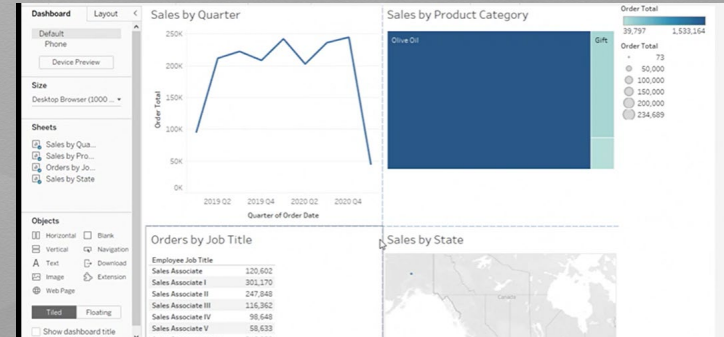 Dashboard Layout
Default
Phone
Device Preview
Size
Desktop Browser (1000 ...
Sheets
Sales by Qua...
Sales by Pro...
Orders by Jo...
Sales by State
Objects
Horizontal Blank
Vertical Navigation
Text Download
Image Extension
Web Page
Tiled Floating
Show dashboard title
Sales by Quarter
250K
200K
150K
100K
50K
0K
Order Total
2019 Q2 2019 Q4 2020 Q2 2020 Q4
Quarter of Order Date
Sales by Product Category
Olive Oil
Gift
Order Total
39,797 1,533,164
Order Total
73
50,000
100,000
150,000
200,000
234,689
Orders by Job Title
Employee Job Title
Sales Associate 120,602
Sales Associate I 301,170
Sales Associate II 247,848
Sales Associate III 116,362
Sales Associate IV 98,648
Sales Associate V 58,633
Sales by State
Canada